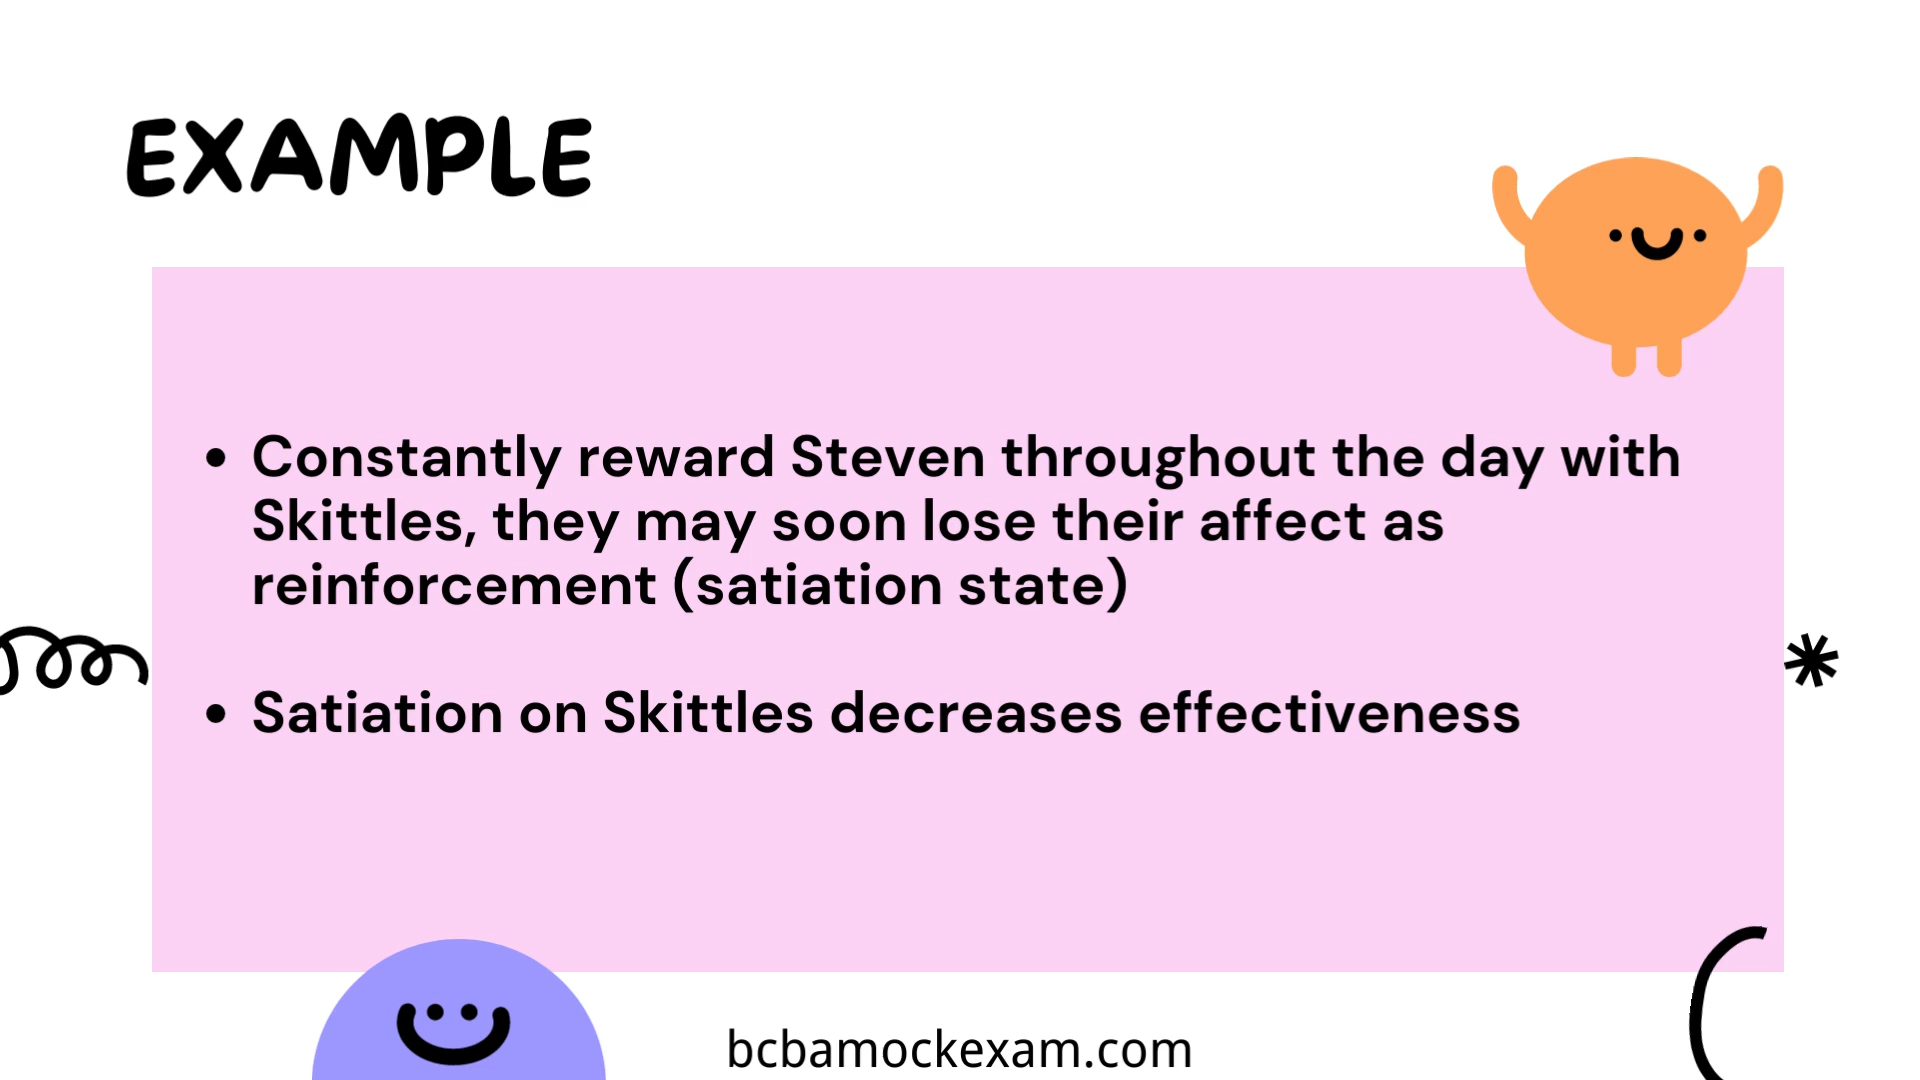 EXAMPLE
• Constantly reward Steven throughout the day with
Skittles, they may soon lose their affect as
reinforcement (satiation state)
• Satiation on Skittles decreases effectiveness
bcbamockexam.com